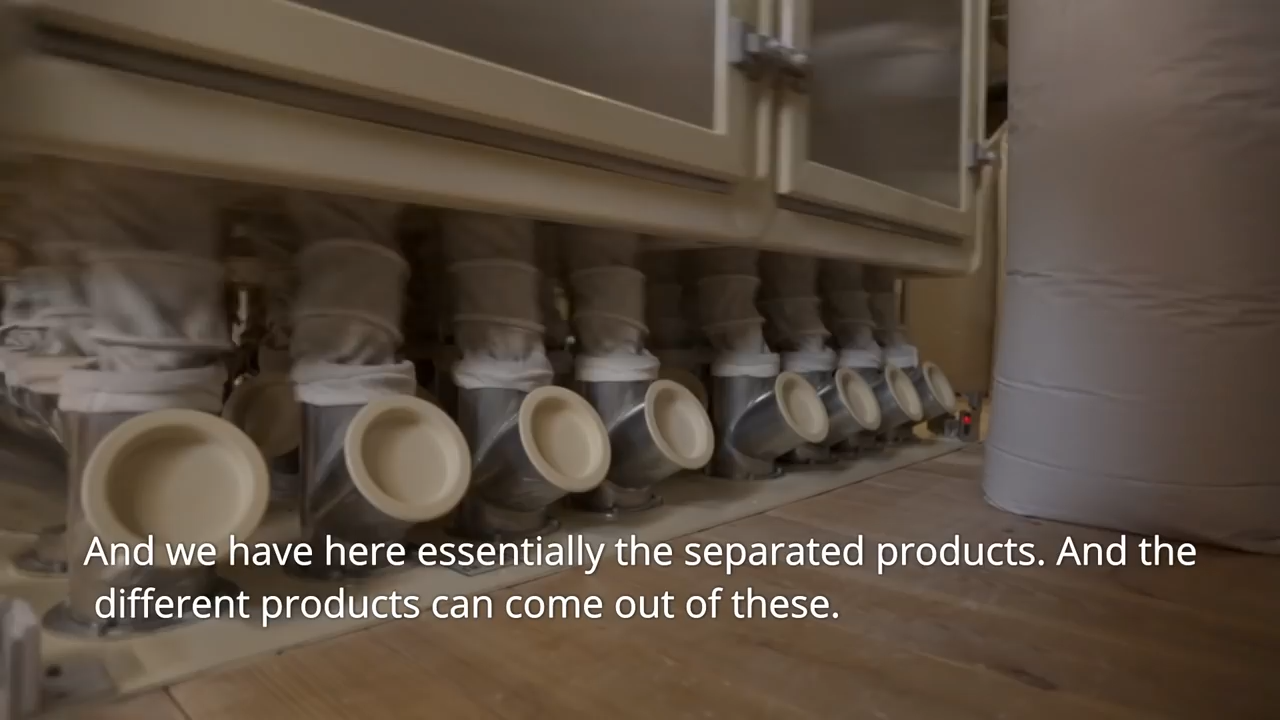 And we have here essentially the separated products. And the
different products can come out of these.